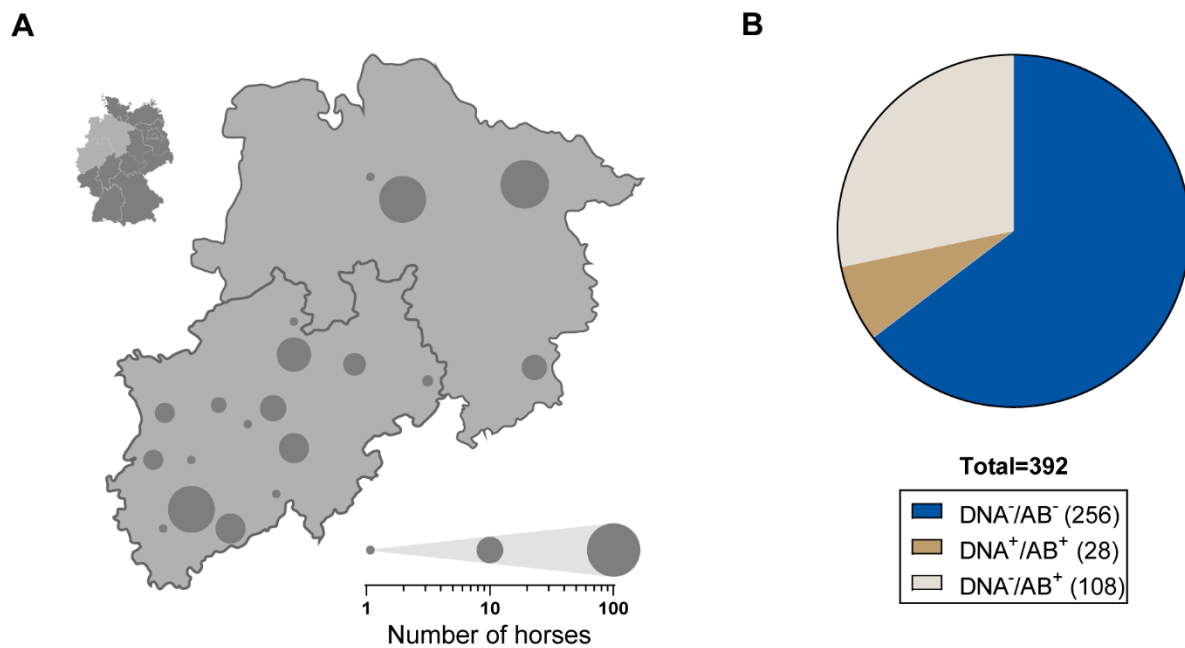 A
B
1
10
100
Number of horses
Total=392
DNA⁻/AB⁻ (256)
DNA⁺/AB⁺ (28)
DNA⁻/AB⁺ (108)